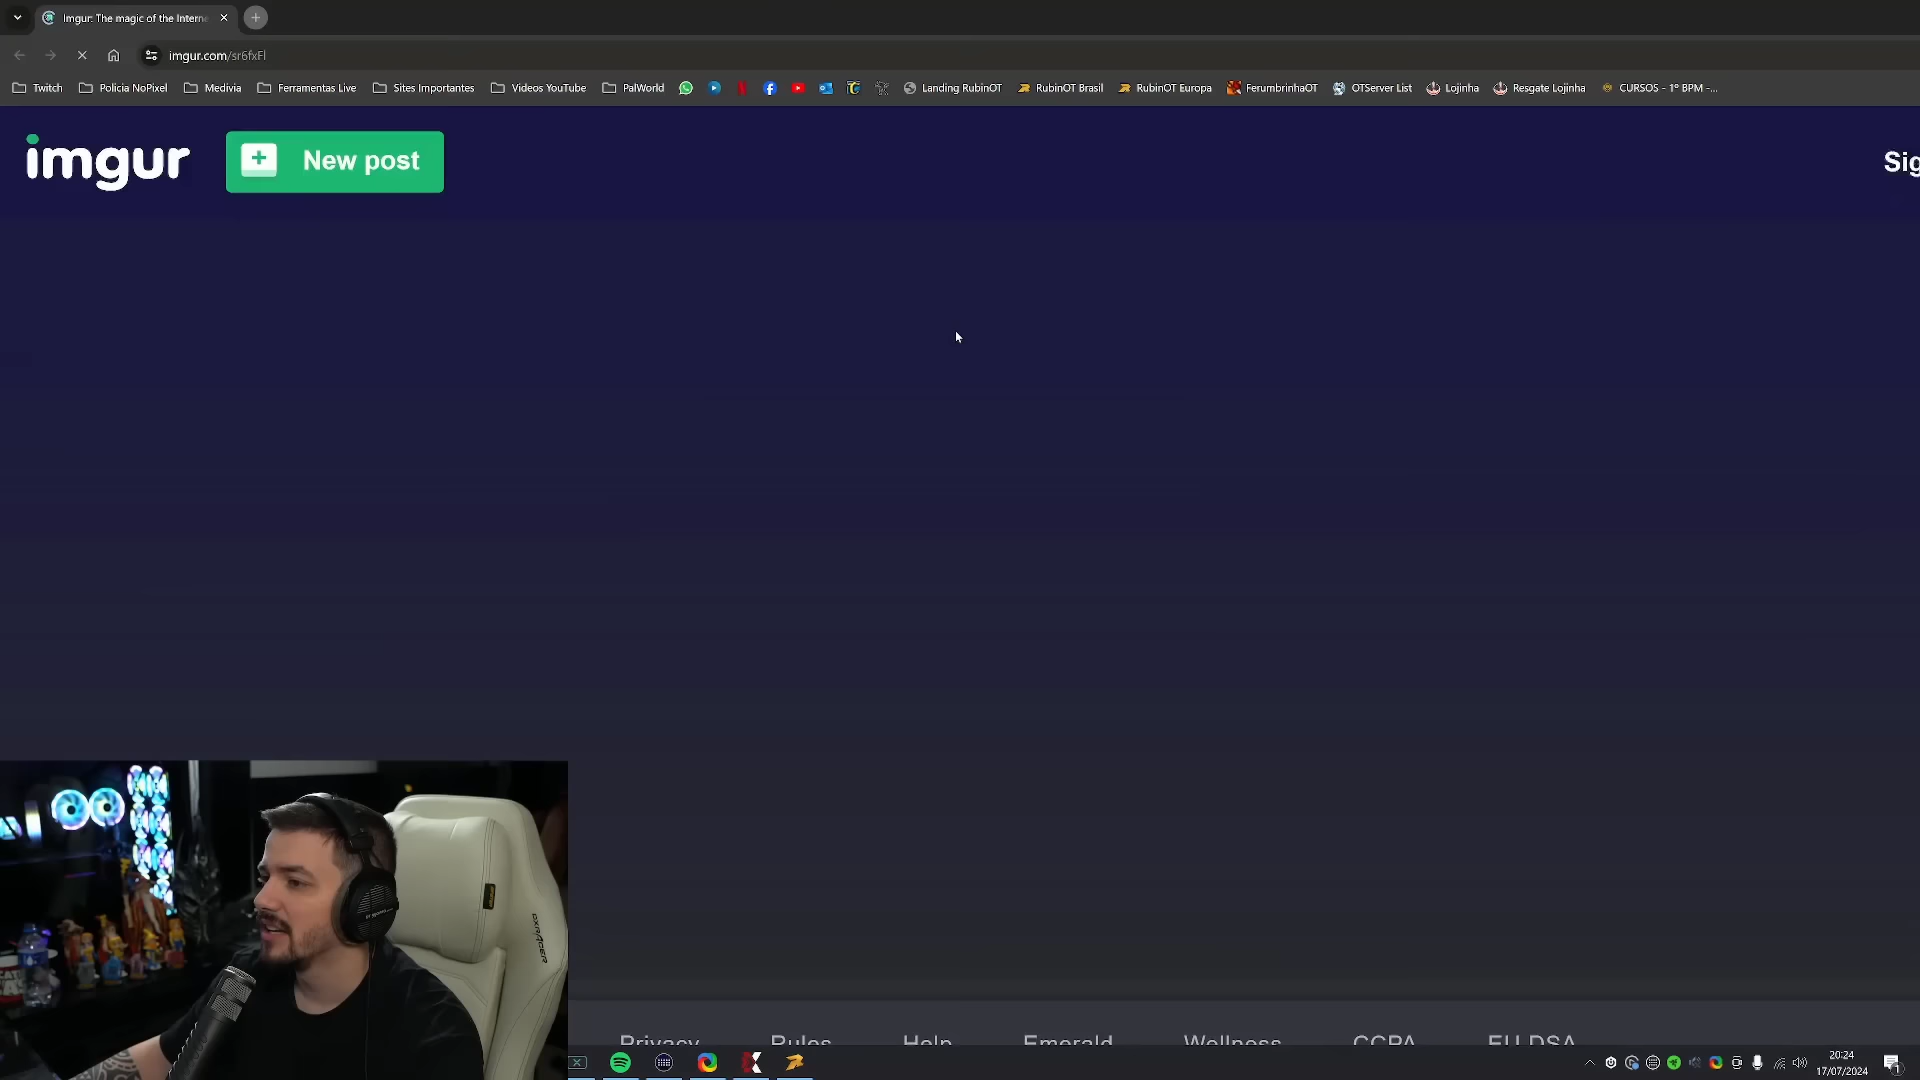 Imgur: The magic of the Interne
imgur.com/sr6fxFl
Twitch
Policia NoPixel
Medivia
Ferramentas Live
Sites Importantes
Videos YouTube
PalWorld
Landing RubinOT
RubinOT Brasil
RubinOT Europa
FerumbrinhaOT
OTServer List
Lojinha
Resgate Lojinha
CURSOS - 1º BPM -...
imgur
New post
Sig
DXRACER
Privacy
Rules
Help
Emerald
Wellness
CCPA
EU DSA
20:24
17/07/2024